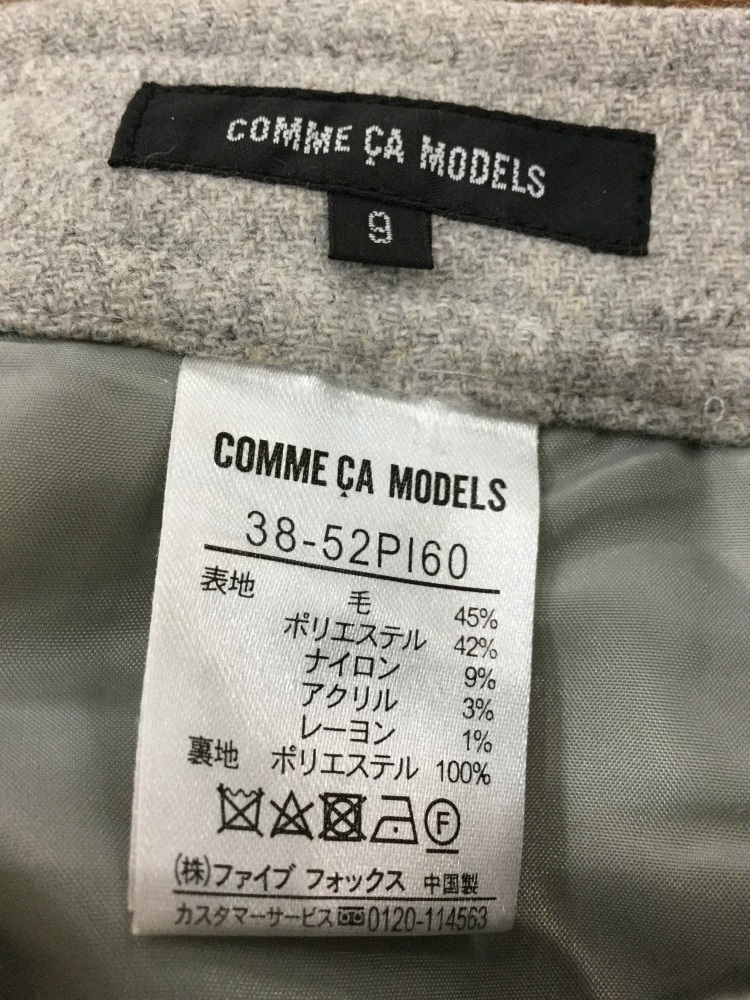 COMME ÇA MODELS
9
COMME ÇA MODELS
38-52PI60
表地 毛 45%
ポリエステル 42%
ナイロン 9%
アクリル 3%
レーヨン 1%
裏地 ポリエステル 100%
F
(株)ファイブ フォックス 中国製
カスタマーサービス 0120-114563